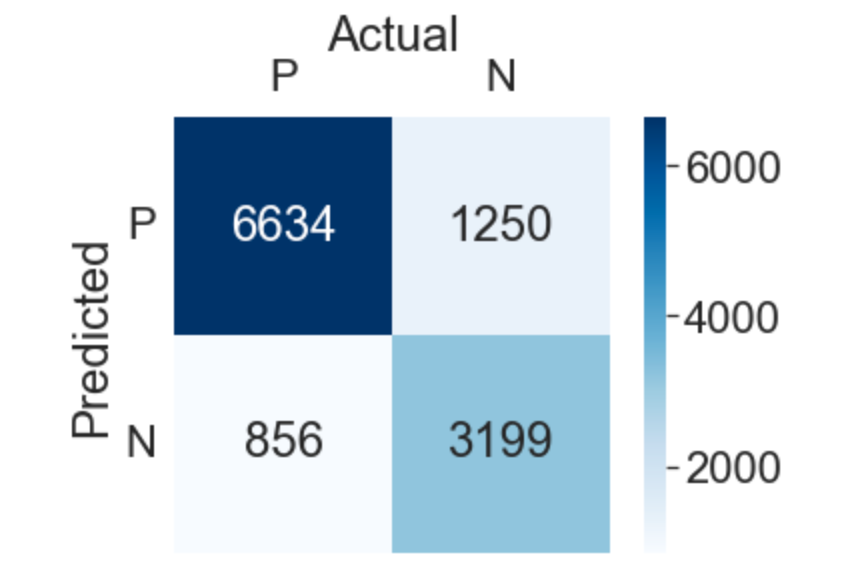 Actual
P N
P 6634 1250
Predicted
N 856 3199
6000
4000
2000